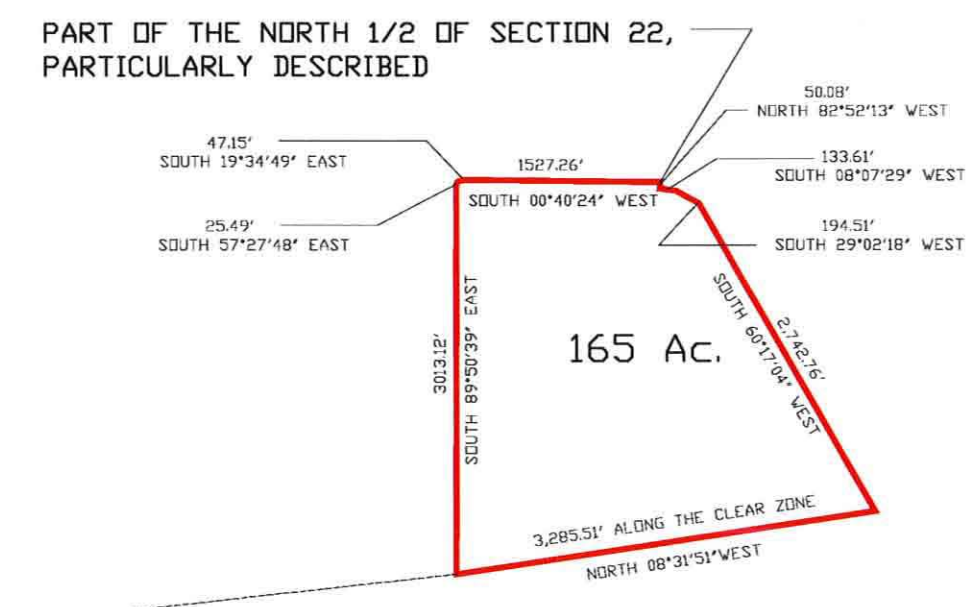 PART OF THE NORTH 1/2 OF SECTION 22,
PARTICULARLY DESCRIBED
50.08'
NORTH 82°52'13" WEST
47.15'
SOUTH 19°34'49" EAST
1527.26'
133.61'
SOUTH 08°07'29" WEST
SOUTH 00°40'24" WEST
25.49'
SOUTH 57°27'48" EAST
194.51'
SOUTH 29°02'18" WEST
3013.12'
SOUTH 89°50'39" EAST
165 Ac.
2,742.76'
SOUTH 60°17'04" WEST
3,285.51' ALONG THE CLEAR ZONE
NORTH 08°31'51"WEST